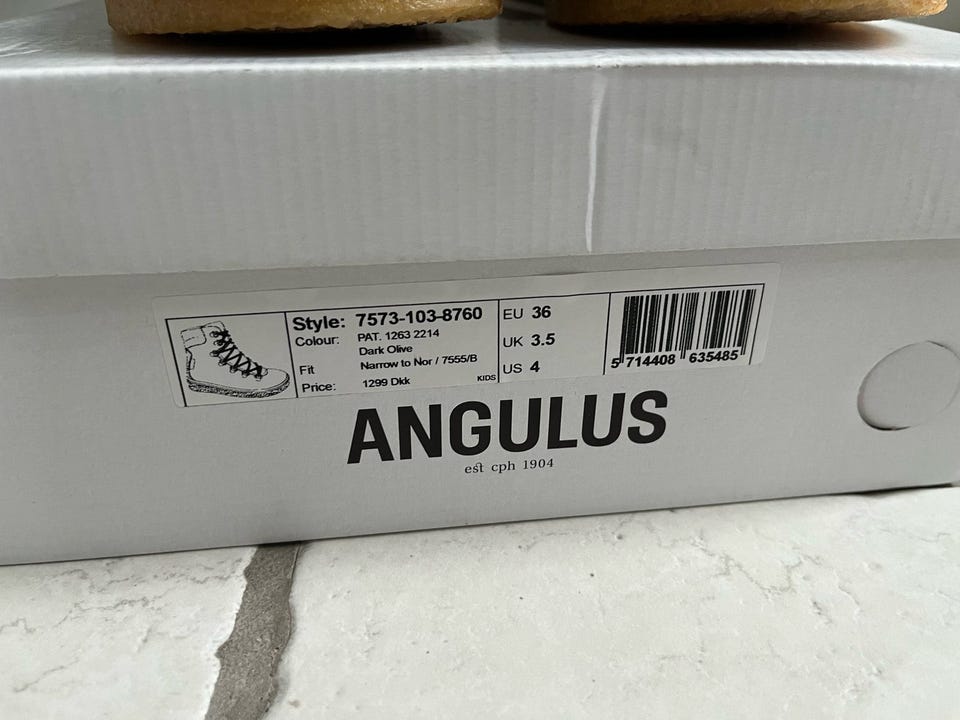 Style: 7573-103-8760
Colour: PAT. 1263 2214
Dark Olive
Fit Narrow to Nor / 7555/B
Price: 1299 Dkk KIDS
EU 36
UK 3.5
US 4
5 714408 635485
ANGULUS
est cph 1904